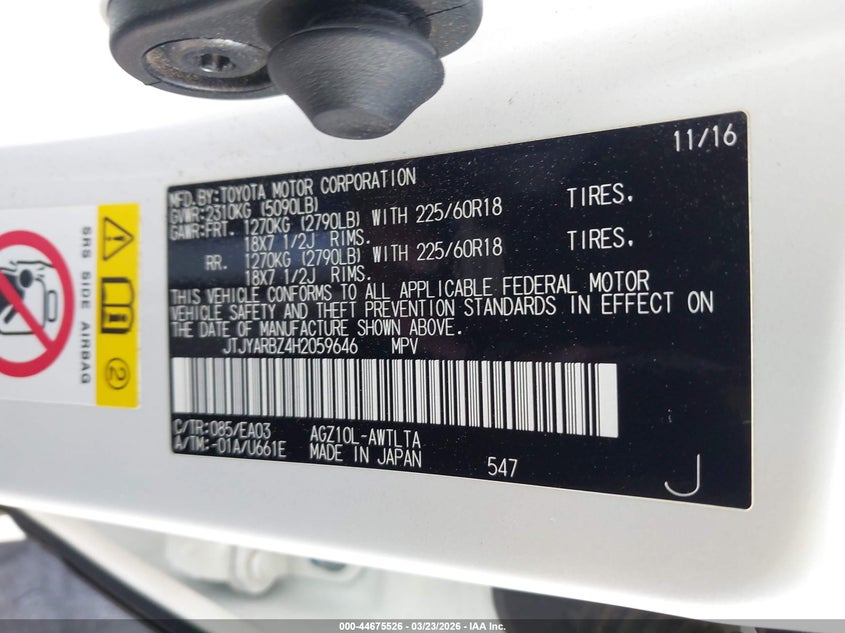 11/16
MFD.BY:TOYOTA MOTOR CORPORATION
GVWR:2310KG (5090LB)
GAWR:FRT. 1270KG (2790LB) WITH 225/60R18 TIRES,
18X7 1/2J RIMS.
RR. 1270KG (2790LB) WITH 225/60R18 TIRES,
18X7 1/2J RIMS.
THIS VEHICLE CONFORMS TO ALL APPLICABLE FEDERAL MOTOR
VEHICLE SAFETY AND THEFT PREVENTION STANDARDS IN EFFECT ON
THE DATE OF MANUFACTURE SHOWN ABOVE.
JTJYARBZ4H2059646 MPV
C/TR:085/EA03 AGZ10L-AWTLTA
A/TM:-01A/U661E MADE IN JAPAN 547
J
SRS SIDE AIRBAG
2
000-44675526 - 03/23/2026 - IAA Inc.